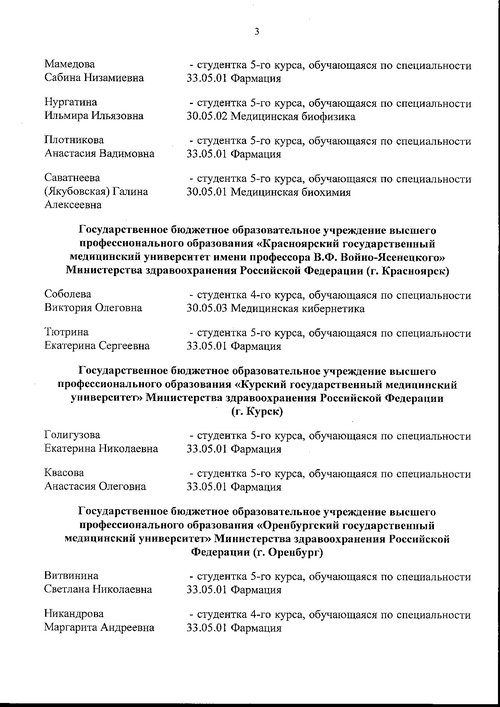 3
Мамедова - студентка 5-го курса, обучающаяся по специальности
Сабина Низамиевна 33.05.01 Фармация
Нургатина - студентка 5-го курса, обучающаяся по специальности
Ильмира Ильязовна 30.05.02 Медицинская биофизика
Плотникова - студентка 5-го курса, обучающаяся по специальности
Анастасия Вадимовна 33.05.01 Фармация
Саватнеева - студентка 5-го курса, обучающаяся по специальности
(Якубовская) Галина 30.05.01 Медицинская биохимия
Алексеевна
Государственное бюджетное образовательное учреждение высшего
профессионального образования «Красноярский государственный
медицинский университет имени профессора В.Ф. Войно-Ясенецкого»
Министерства здравоохранения Российской Федерации (г. Красноярск)
Соболева - студентка 4-го курса, обучающаяся по специальности
Виктория Олеговна 30.05.03 Медицинская кибернетика
Тютрина - студентка 5-го курса, обучающаяся по специальности
Екатерина Сергеевна 33.05.01 Фармация
Государственное бюджетное образовательное учреждение высшего
профессионального образования «Курский государственный медицинский
университет» Министерства здравоохранения Российской Федерации
(г. Курск)
Голигузова - студентка 5-го курса, обучающаяся по специальности
Екатерина Николаевна 33.05.01 Фармация
Квасова - студентка 5-го курса, обучающаяся по специальности
Анастасия Олеговна 33.05.01 Фармация
Государственное бюджетное образовательное учреждение высшего
профессионального образования «Оренбургский государственный
медицинский университет» Министерства здравоохранения Российской
Федерации (г. Оренбург)
Витвинина - студентка 5-го курса, обучающаяся по специальности
Светлана Николаевна 33.05.01 Фармация
Никандрова - студентка 4-го курса, обучающаяся по специальности
Маргарита Андреевна 33.05.01 Фармация